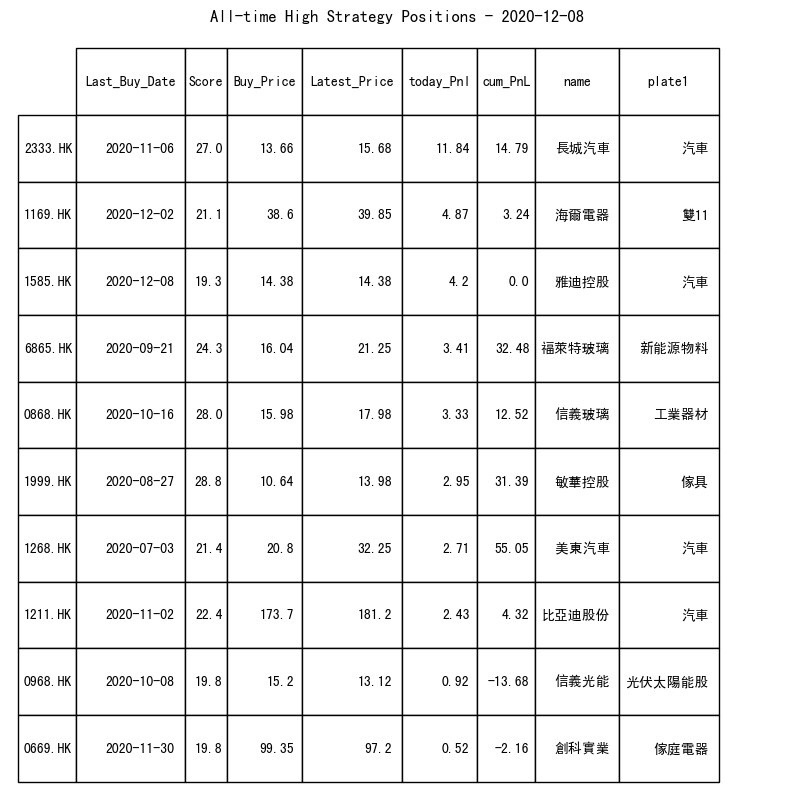 All-time High Strategy Positions - 2020-12-08
Last_Buy_Date Score Buy_Price Latest_Price today_Pnl cum_PnL name plate1
2333.HK 2020-11-06 27.0 13.66 15.68 11.84 14.79 長城汽車 汽車
1169.HK 2020-12-02 21.1 38.6 39.85 4.87 3.24 海爾電器 雙11
1585.HK 2020-12-08 19.3 14.38 14.38 4.2 0.0 雅迪控股 汽車
6865.HK 2020-09-21 24.3 16.04 21.25 3.41 32.48 福萊特玻璃 新能源物料
0868.HK 2020-10-16 28.0 15.98 17.98 3.33 12.52 信義玻璃 工業器材
1999.HK 2020-08-27 28.8 10.64 13.98 2.95 31.39 敏華控股 傢具
1268.HK 2020-07-03 21.4 20.8 32.25 2.71 55.05 美東汽車 汽車
1211.HK 2020-11-02 22.4 173.7 181.2 2.43 4.32 比亞迪股份 汽車
0968.HK 2020-10-08 19.8 15.2 13.12 0.92 -13.68 信義光能 光伏太陽能股
0669.HK 2020-11-30 19.8 99.35 97.2 0.52 -2.16 創科實業 傢庭電器